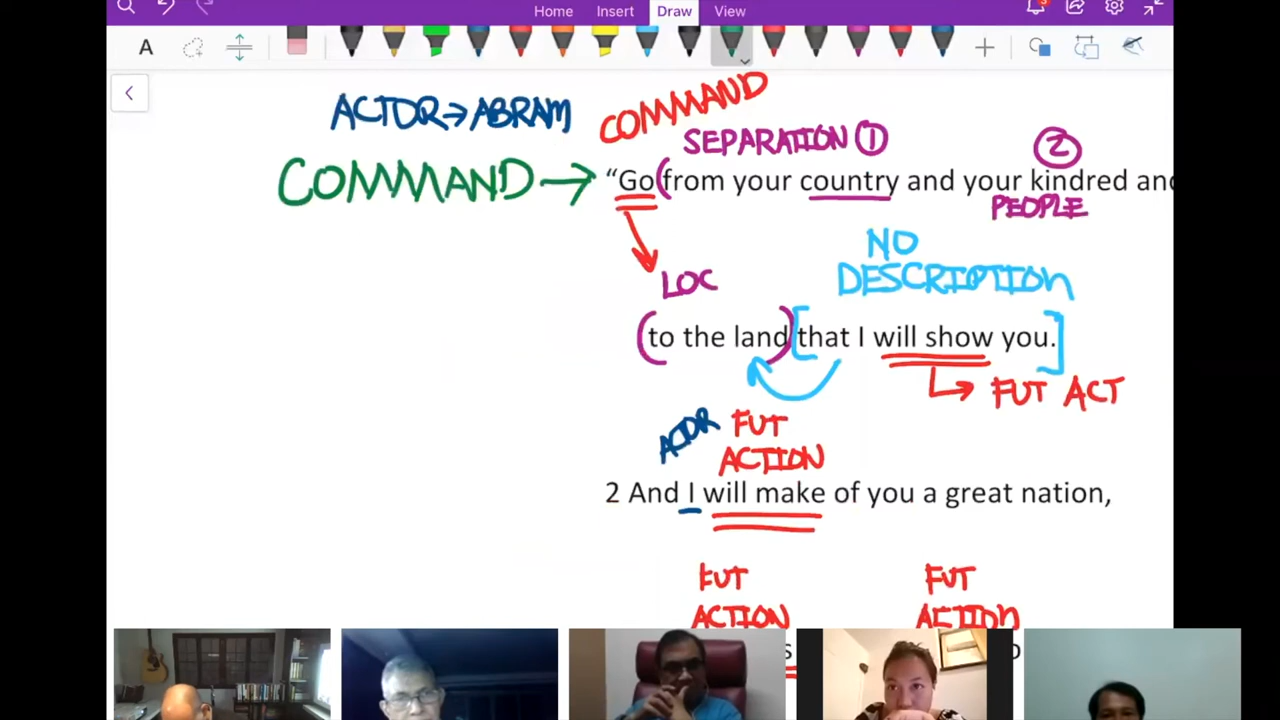 Home Insert Draw View
A
ACTOR → ABRAM COMMAND
SEPARATION ① ②
COMMAND → “Go (from your country and your kindred and
PEOPLE
NO
LOC DESCRIPTION
(to the land) [that I will show you.]
FUT ACT
ACTOR FUT
ACTION
2 And I will make of you a great nation,
FUT FUT
ACTION ACTION